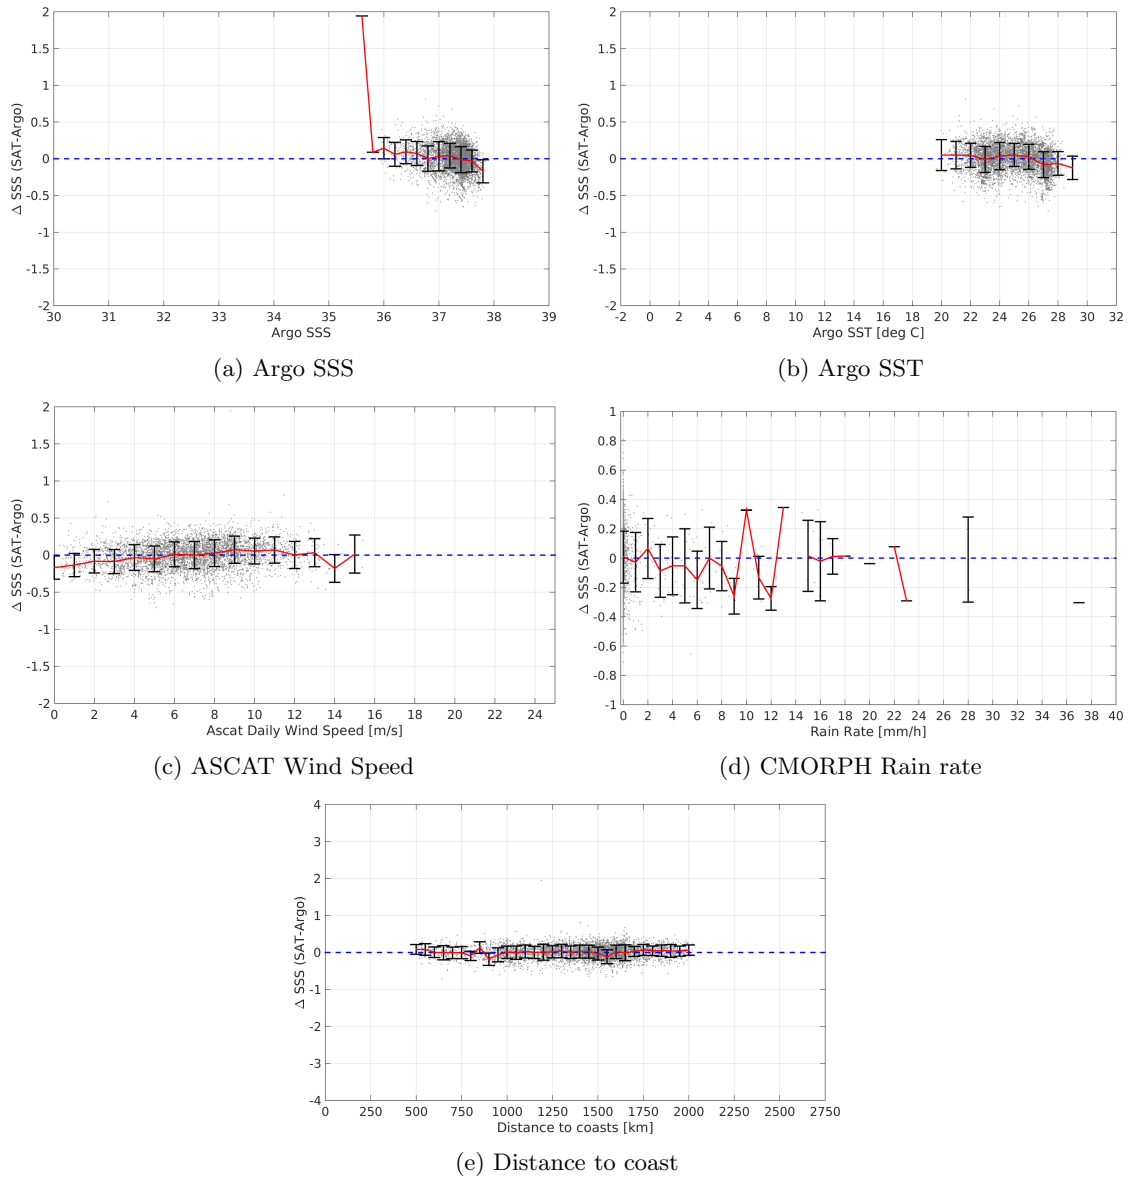 2
1.5
1
0.5
0
-0.5
-1
-1.5
-2
Δ SSS (SAT-Argo)
30 31 32 33 34 35 36 37 38 39
Argo SSS
(a) Argo SSS
2
1.5
1
0.5
0
-0.5
-1
-1.5
-2
Δ SSS (SAT-Argo)
-2 0 2 4 6 8 10 12 14 16 18 20 22 24 26 28 30 32
Argo SST [deg C]
(b) Argo SST
2
1.5
1
0.5
0
-0.5
-1
-1.5
-2
Δ SSS (SAT-Argo)
0 2 4 6 8 10 12 14 16 18 20 22 24
Ascat Daily Wind Speed [m/s]
(c) ASCAT Wind Speed
1
0.8
0.6
0.4
0.2
0
-0.2
-0.4
-0.6
-0.8
-1
Δ SSS (SAT-Argo)
0 2 4 6 8 10 12 14 16 18 20 22 24 26 28 30 32 34 36 38 40
Rain Rate [mm/h]
(d) CMORPH Rain rate
4
3
2
1
0
-1
-2
-3
-4
Δ SSS (SAT-Argo)
0 250 500 750 1000 1250 1500 1750 2000 2250 2500 2750
Distance to coasts [km]
(e) Distance to coast